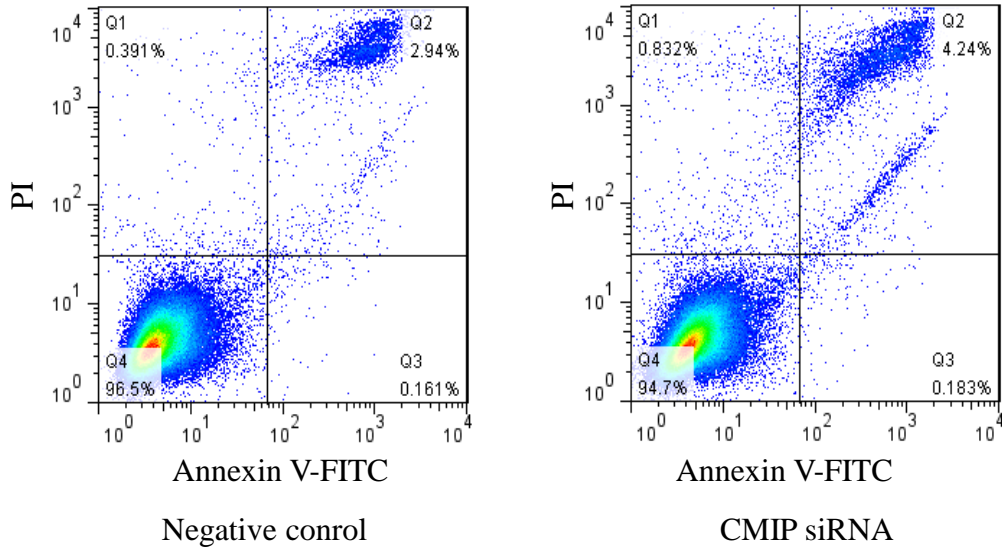 Q1
0.391%
Q2
2.94%
Q4
96.5%
Q3
0.161%
10^4
10^3
10^2
10^1
10^0
PI
10^0 10^1 10^2 10^3 10^4
Annexin V-FITC
Negative conrol
Q1
0.832%
Q2
4.24%
Q4
94.7%
Q3
0.183%
10^4
10^3
10^2
10^1
10^0
PI
10^0 10^1 10^2 10^3 10^4
Annexin V-FITC
CMIP siRNA